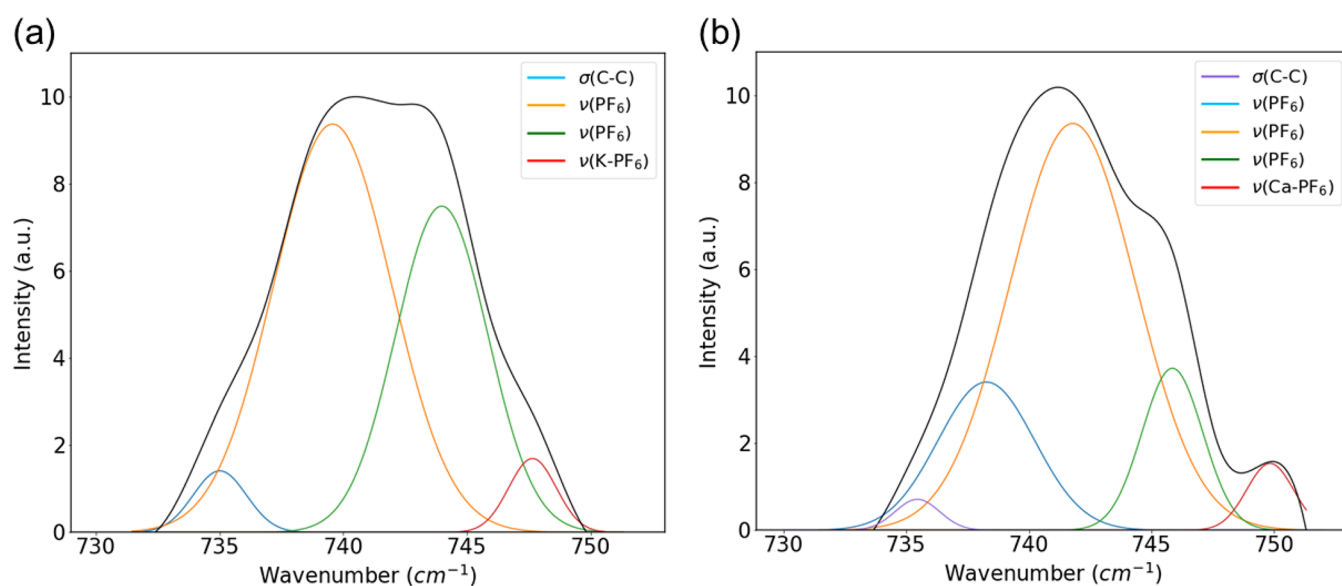 (a)
Intensity (a.u.)
10
8
6
4
2
0
730 735 740 745 750
Wavenumber (cm⁻¹)
σ(C-C)
ν(PF₆)
ν(PF₆)
ν(K-PF₆)
(b)
Intensity (a.u.)
10
8
6
4
2
0
730 735 740 745 750
Wavenumber (cm⁻¹)
σ(C-C)
ν(PF₆)
ν(PF₆)
ν(PF₆)
ν(Ca-PF₆)